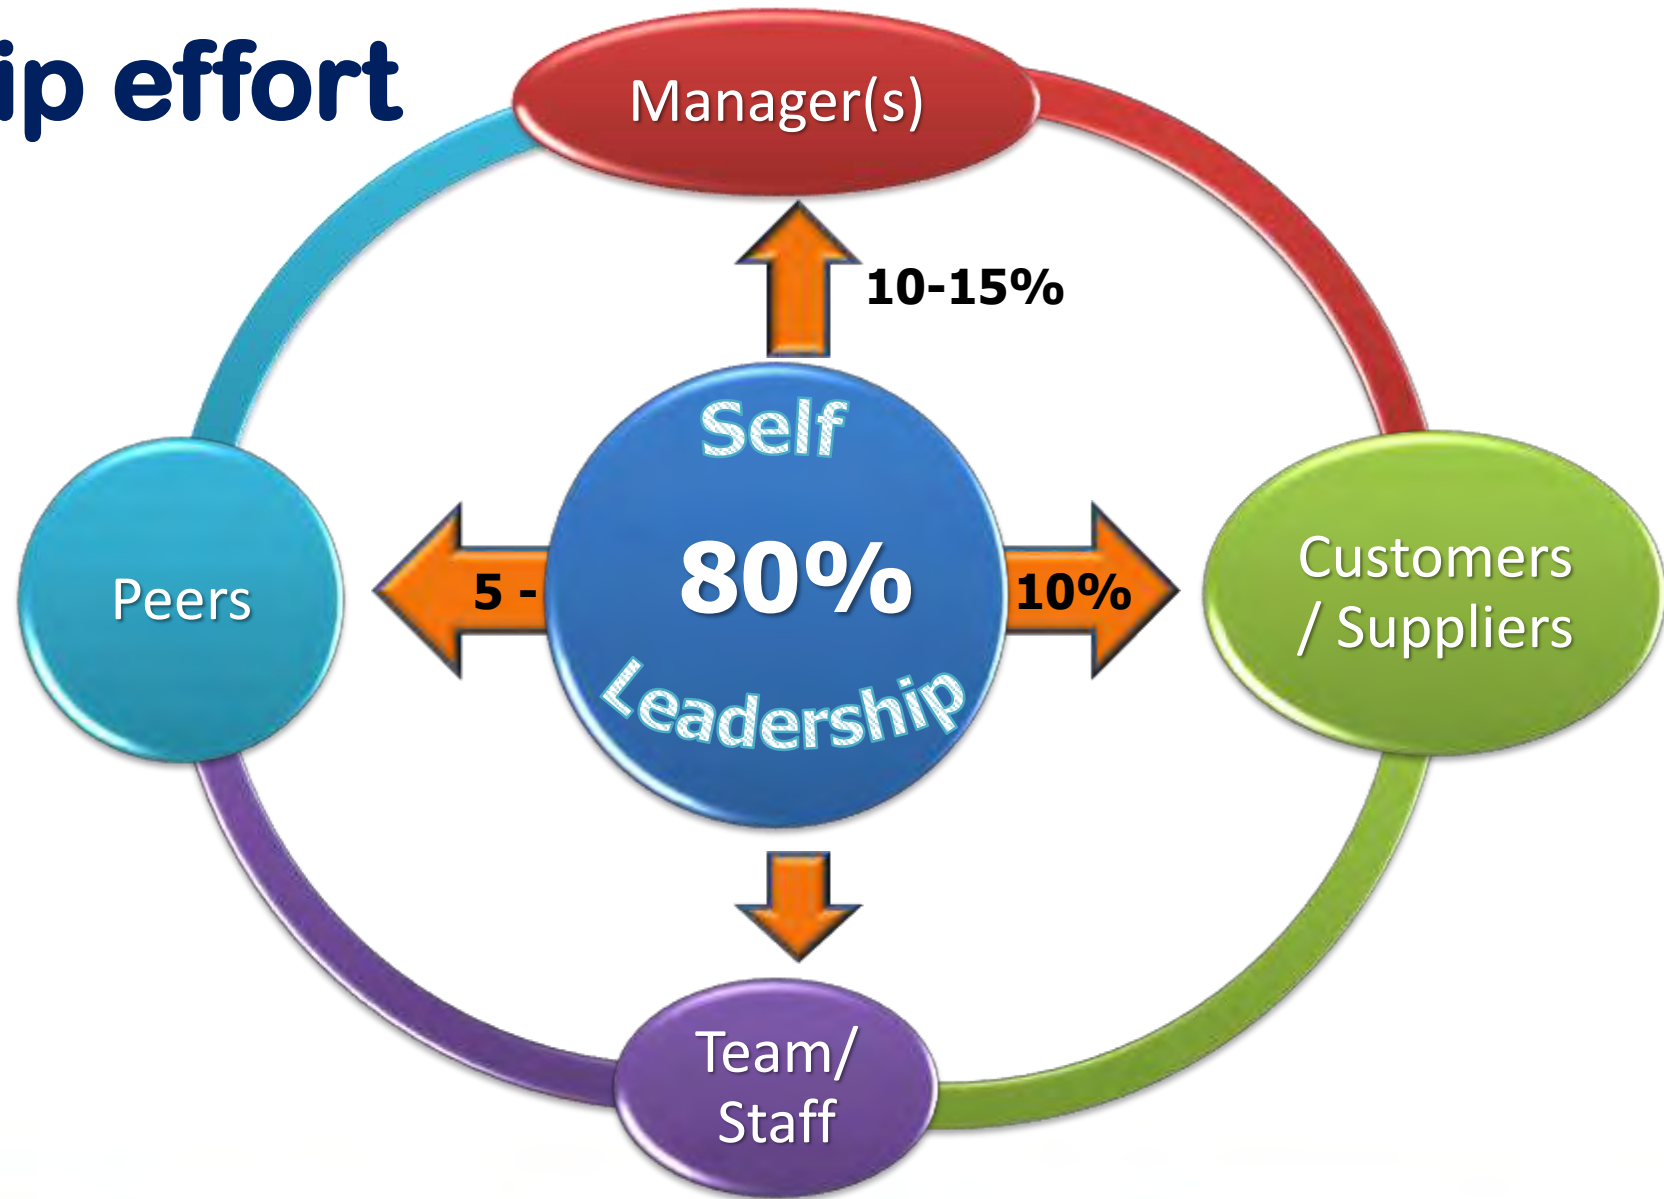 ip effort
Manager(s)
10-15%
Self
80%
Leadership
Peers
5 -
10%
Customers
/ Suppliers
Team/
Staff